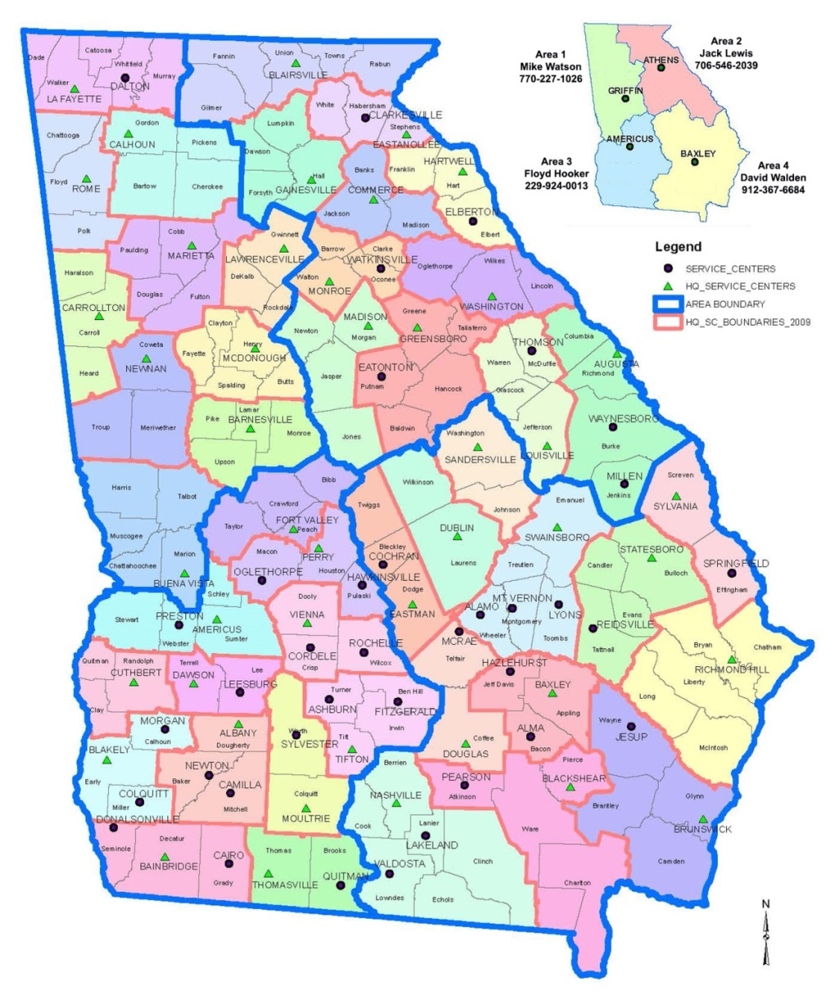 Area 1
Mike Watson
770-227-1026
Area 2
Jack Lewis
706-546-2039
ATHENS
GRIFFIN
AMERICUS
BAXLEY
Area 3
Floyd Hooker
229-924-0013
Area 4
David Walden
912-367-6684
Legend
SERVICE_CENTERS
HQ_SERVICE_CENTERS
AREA BOUNDARY
HQ_SC_BOUNDARIES_2009
Dade
Catoosa
Whitfield
Murray
Walker
DALTON
LA FAYETTE
Fannin
Union
Towns
Rabun
BLAIRSVILLE
Gilmer
White
Habersham
CLARKESVILLE
Stephens
EASTANOLLEE
Chattooga
Gordon
CALHOUN
Pickens
Lumpkin
Dawson
Hall
GAINESVILLE
Forsyth
Banks
COMMERCE
Franklin
HARTWELL
Hart
Floyd
ROME
Bartow
Cherokee
Jackson
Madison
ELBERTON
Elbert
Polk
Paulding
Cobb
MARIETTA
Gwinnett
LAWRENCEVILLE
Barrow
Clarke
WATKINSVILLE
Oconee
Oglethorpe
Wilkes
Lincoln
WASHINGTON
Haralson
CARROLLTON
Carroll
Douglas
Fulton
DeKalb
Rockdale
Walton
MONROE
MADISON
Morgan
Greene
GREENSBORO
Taliaferro
Newton
Clayton
Henry
MCDONOUGH
Fayette
Spalding
Butts
Coweta
NEWNAN
Heard
Jasper
EATONTON
Putnam
Hancock
THOMSON
Warren
McDuffie
Columbia
AUGUSTA
Richmond
Glascock
Troup
Meriwether
Pike
Lamar
BARNESVILLE
Monroe
Upson
Jones
Baldwin
Washington
SANDERSVILLE
Jefferson
LOUISVILLE
WAYNESBORO
Burke
MILLEN
Jenkins
Screven
SYLVANIA
Harris
Talbot
Muscogee
Chattahoochee
Marion
BUENA VISTA
Bibb
Crawford
Taylor
FORT VALLEY
Peach
Macon
OGLETHORPE
PERRY
Houston
HAWKINSVILLE
Pulaski
Twiggs
Wilkinson
Bleckley
COCHRAN
Dodge
EASTMAN
DUBLIN
Laurens
Johnson
Emanuel
SWAINSBORO
Treutlen
MT VERNON
Montgomery
ALAMO
Wheeler
LYONS
Toombs
Candler
STATESBORO
Bulloch
SPRINGFIELD
Effingham
Evans
REIDSVILLE
Tattnall
Schley
Stewart
PRESTON
Webster
AMERICUS
Sumter
Dooly
VIENNA
CORDELE
Crisp
ROCHELLE
Wilcox
MCRAE
Telfair
HAZLEHURST
Jeff Davis
BAXLEY
Appling
ALMA
Bacon
Bryan
Chatham
RICHMOND HILL
Liberty
Long
McIntosh
Quitman
Randolph
CUTHBERT
Clay
Terrell
DAWSON
Lee
LEESBURG
Turner
ASHBURN
Ben Hill
FITZGERALD
Irwin
MORGAN
Calhoun
ALBANY
Dougherty
Worth
SYLVESTER
Tift
TIFTON
Coffee
DOUGLAS
Wayne
JESUP
Pierce
BLACKSHEAR
BLAKELY
Early
NEWTON
Baker
CAMILLA
Mitchell
COLQUITT
Miller
DONALSONVILLE
Seminole
Decatur
BAINBRIDGE
CAIRO
Grady
Colquitt
MOULTRIE
Thomas
THOMASVILLE
Brooks
QUITMAN
Berrien
NASHVILLE
Cook
Lanier
LAKELAND
VALDOSTA
Lowndes
Echols
Clinch
PEARSON
Atkinson
Ware
Charlton
Brantley
Glynn
BRUNSWICK
Camden
N